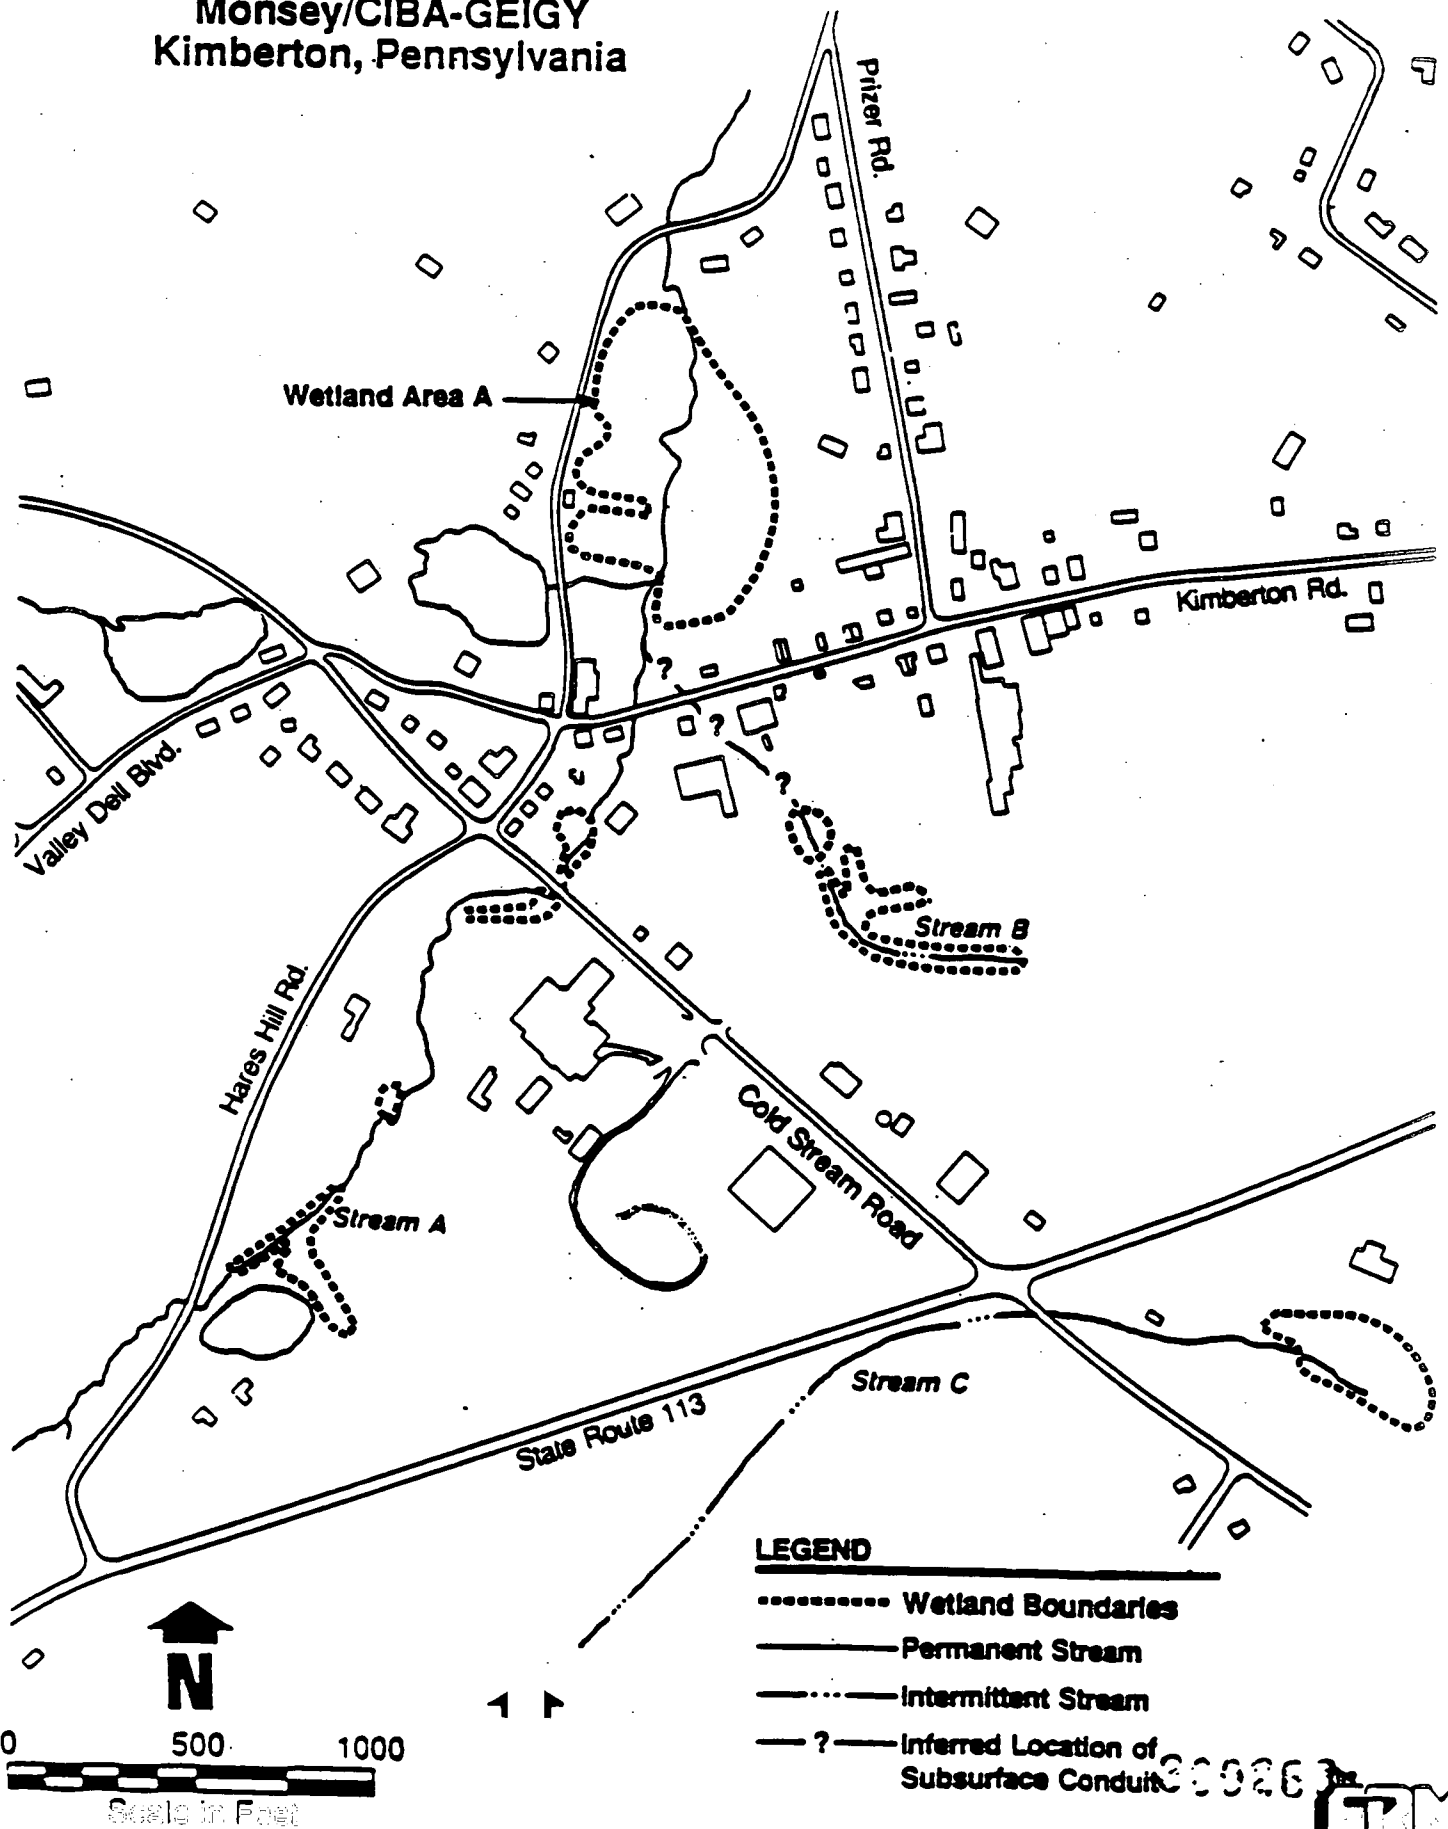 Monsey/CIBA-GEIGY
Kimberton, Pennsylvania
Prizer Rd.
Wetland Area A
Kimberton Rd.
?
?
?
Valley Dell Blvd.
Stream B
Hares Hill Rd.
Cold Stream Road
Stream A
Stream C
State Route 113
LEGEND
Wetland Boundaries
Permanent Stream
Intermittent Stream
? Inferred Location of
Subsurface Conduit
N
0 500 1000
Scale in Feet